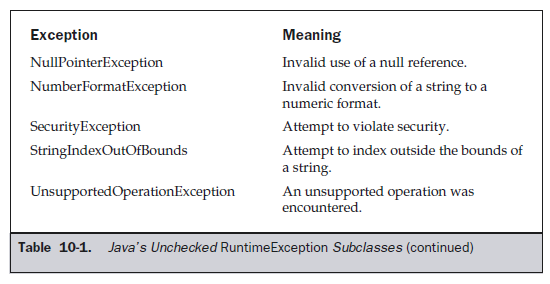 Exception Meaning
NullPointerException Invalid use of a null reference.
NumberFormatException Invalid conversion of a string to a
numeric format.
SecurityException Attempt to violate security.
StringIndexOutOfBounds Attempt to index outside the bounds of
a string.
UnsupportedOperationException An unsupported operation was
encountered.
Table 10-1. Java's Unchecked RuntimeException Subclasses (continued)